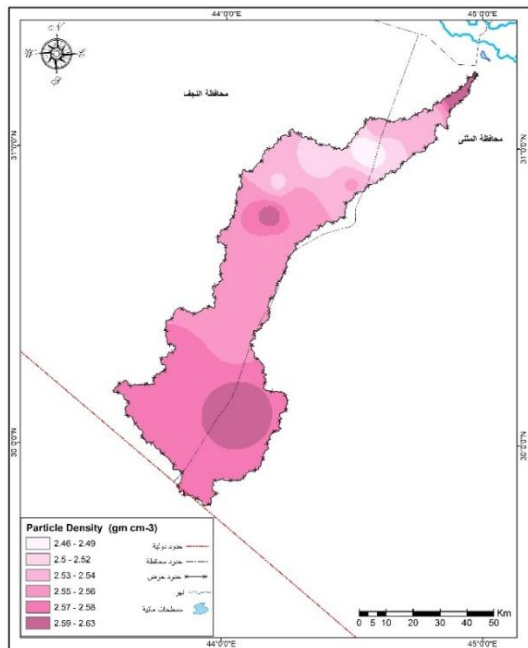 44°0'0"E
45°0'0"E
محافظة النجف
محافظة المثنى
31°0'0"N
31°0'0"N
30°0'0"N
30°0'0"N
Particle Density (gm cm-3)
2.46 - 2.49
2.5 - 2.52
2.53 - 2.54
2.55 - 2.56
2.57 - 2.58
2.59 - 2.63
حدود دولية
حدود محافظة
حدود حوض
نهر
مسطحات مائية
0 5 10 20 30 40 50
Km
44°0'0"E
45°0'0"E